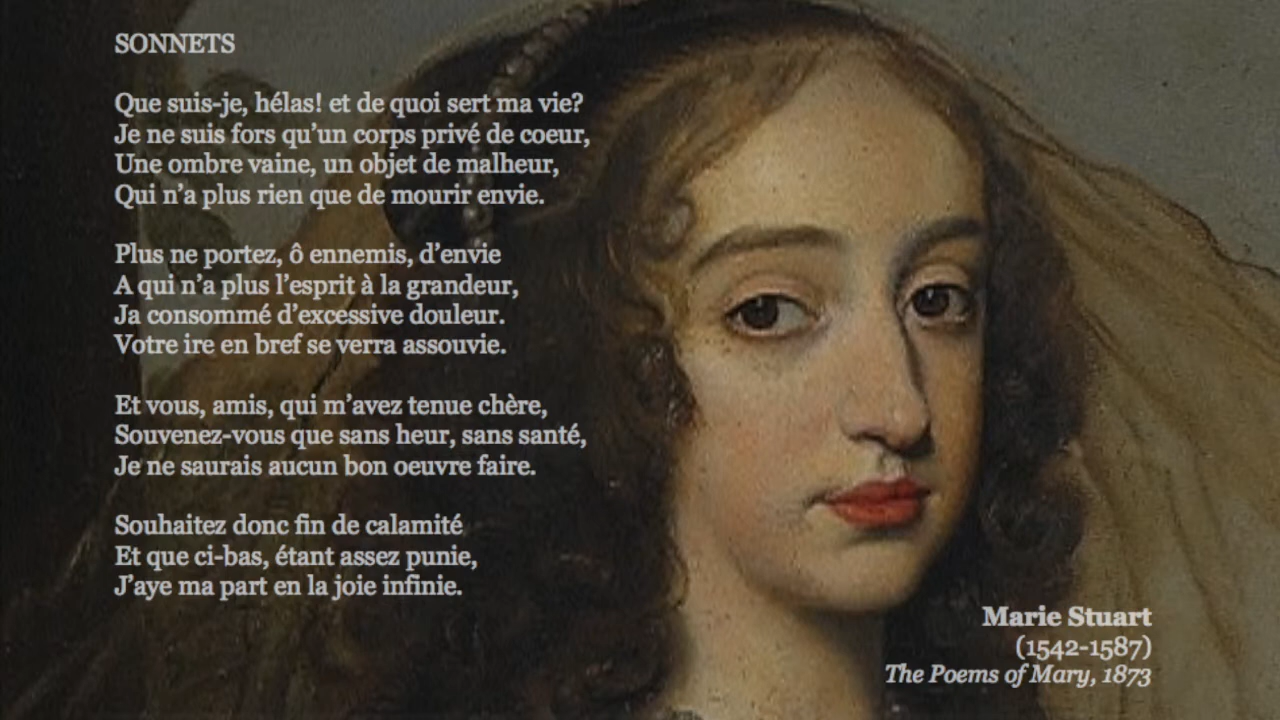 SONNETS
Que suis-je, hélas! et de quoi sert ma vie?
Je ne suis fors qu’un corps privé de coeur,
Une ombre vaine, un objet de malheur,
Qui n’a plus rien que de mourir envie.
Plus ne portez, ô ennemis, d’envie
A qui n’a plus l’esprit à la grandeur,
Ja consommé d’excessive douleur.
Votre ire en bref se verra assouvie.
Et vous, amis, qui m’avez tenue chère,
Souvenez-vous que sans heur, sans santé,
Je ne saurais aucun bon oeuvre faire.
Souhaitez donc fin de calamité
Et que ci-bas, étant assez punie,
J’aye ma part en la joie infinie.
Marie Stuart
(1542-1587)
The Poems of Mary, 1873